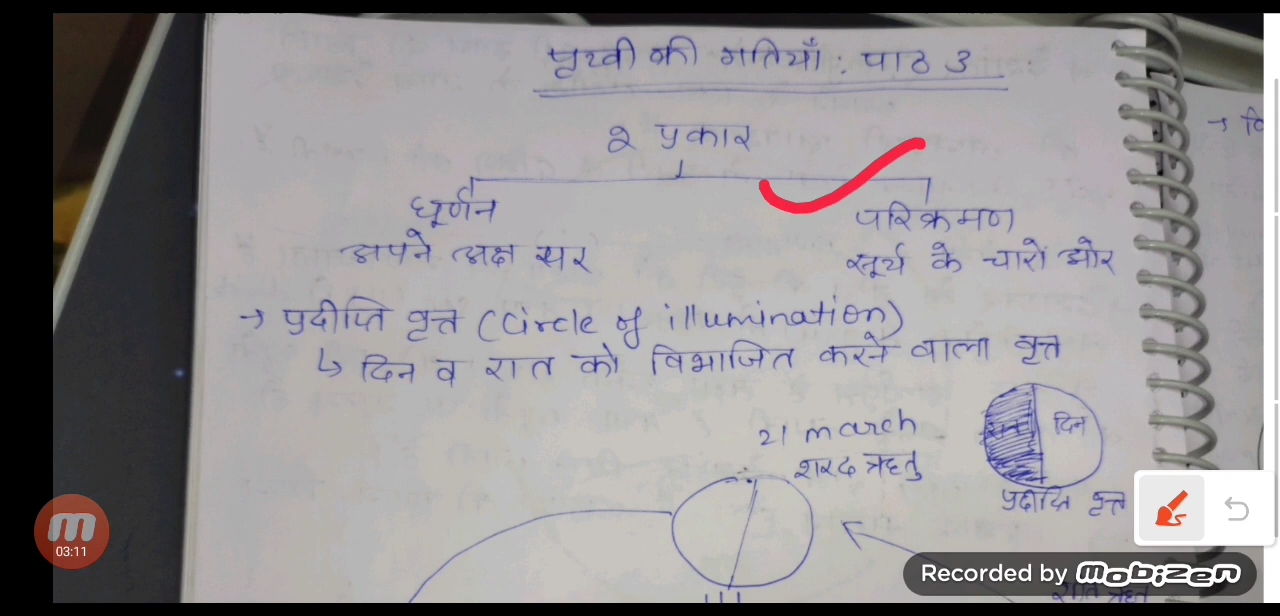 पृथ्वी की गतियाँ : पाठ 3
2 प्रकार
घूर्णन
अपने अक्ष पर
परिक्रमण
सूर्य के चारों ओर
→ प्रदीप्ति वृत्त (Circle of illumination)
↳ दिन व रात को विभाजित करने वाला वृत्त
21 march
शरद ऋतु
रात दिन
प्रदीप्ति वृत्त
03:11
Recorded by mobizen